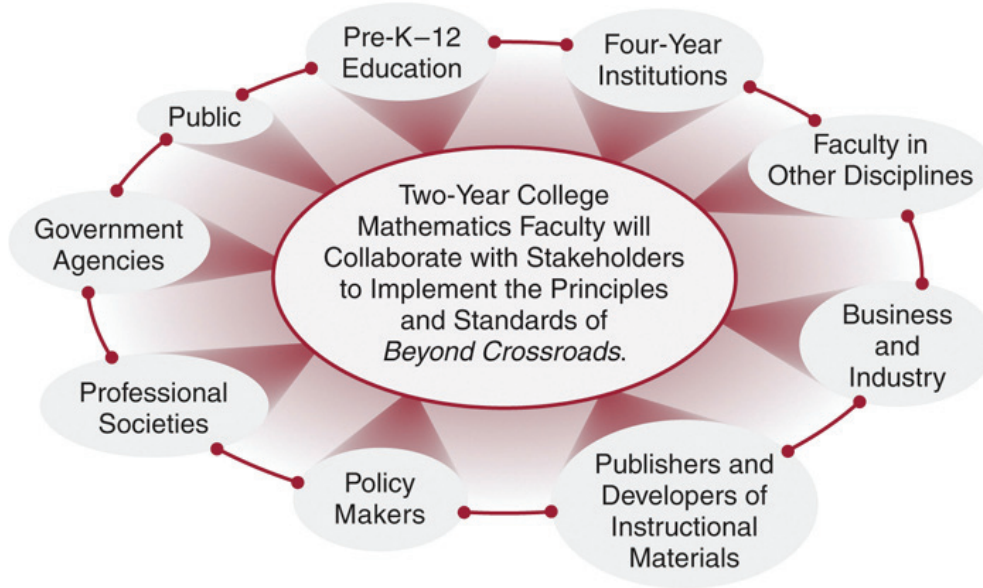 Pre-K–12
Education
Four-Year
Institutions
Public
Faculty in
Other Disciplines
Two-Year College
Mathematics Faculty will
Collaborate with Stakeholders
to Implement the Principles
and Standards of
Beyond Crossroads.
Government
Agencies
Business
and
Industry
Professional
Societies
Policy
Makers
Publishers and
Developers of
Instructional
Materials